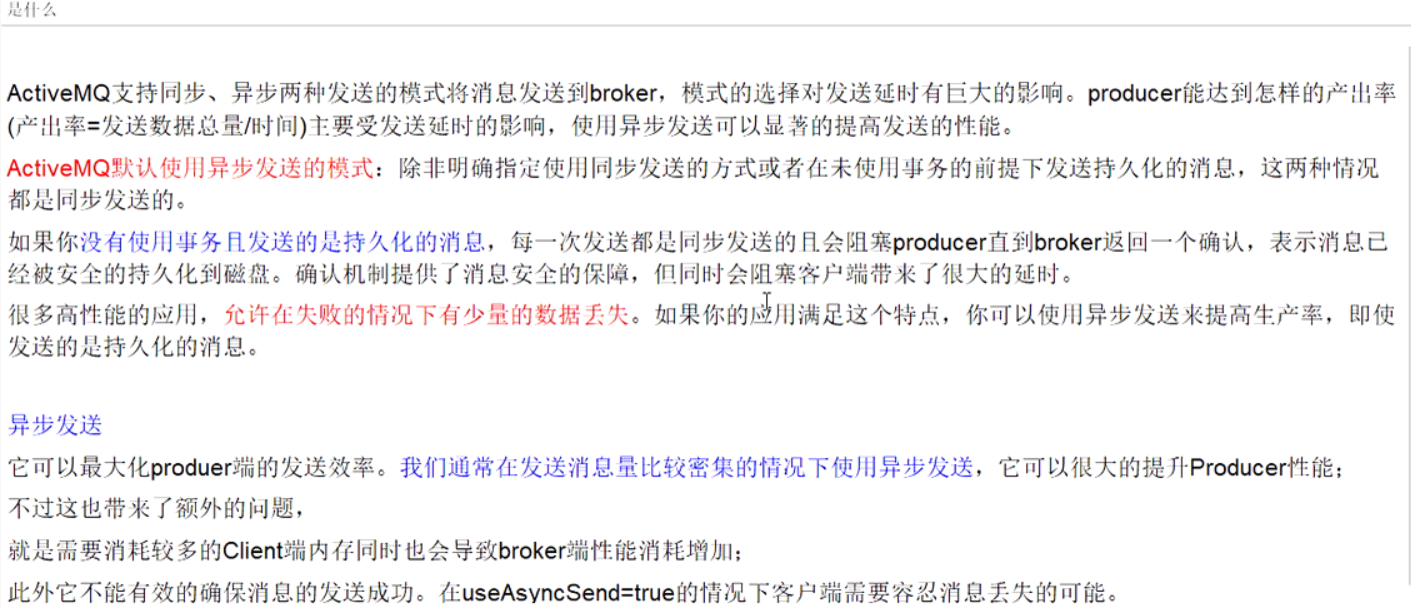 是什么
ActiveMQ支持同步、异步两种发送的模式将消息发送到broker，模式的选择对发送延时有巨大的影响。producer能达到怎样的产出率
(产出率=发送数据总量/时间)主要受发送延时的影响，使用异步发送可以显著的提高发送的性能。
ActiveMQ默认使用异步发送的模式：除非明确指定使用同步发送的方式或者在未使用事务的前提下发送持久化的消息，这两种情况
都是同步发送的。
如果你没有使用事务且发送的是持久化的消息，每一次发送都是同步发送的且会阻塞producer直到broker返回一个确认，表示消息已
经被安全的持久化到磁盘。确认机制提供了消息安全的保障，但同时会阻塞客户端带来了很大的延时。
很多高性能的应用，允许在失败的情况下有少量的数据丢失。如果你的应用满足这个特点，你可以使用异步发送来提高生产率，即使
发送的是持久化的消息。
异步发送
它可以最大化produer端的发送效率。我们通常在发送消息量比较密集的情况下使用异步发送，它可以很大的提升Producer性能；
不过这也带来了额外的问题，
就是需要消耗较多的Client端内存同时也会导致broker端性能消耗增加；
此外它不能有效的确保消息的发送成功。在useAsyncSend=true的情况下客户端需要容忍消息丢失的可能。